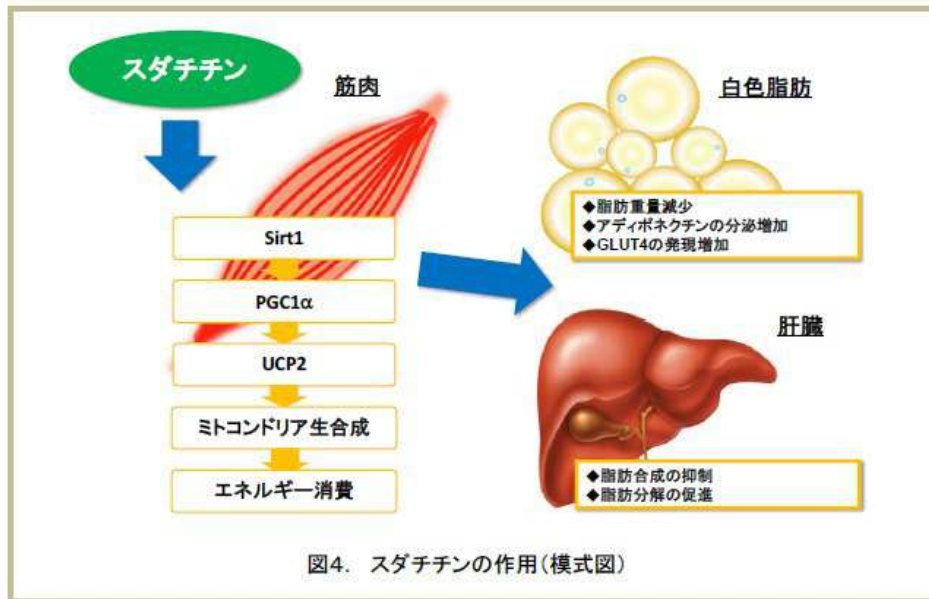 スダチチン
筋肉
Sirt1
PGC1α
UCP2
ミトコンドリア生合成
エネルギー消費
白色脂肪
◆脂肪重量減少
◆アディポネクチンの分泌増加
◆GLUT4の発現増加
肝臓
◆脂肪合成の抑制
◆脂肪分解の促進
図4. スダチチンの作用(模式図)